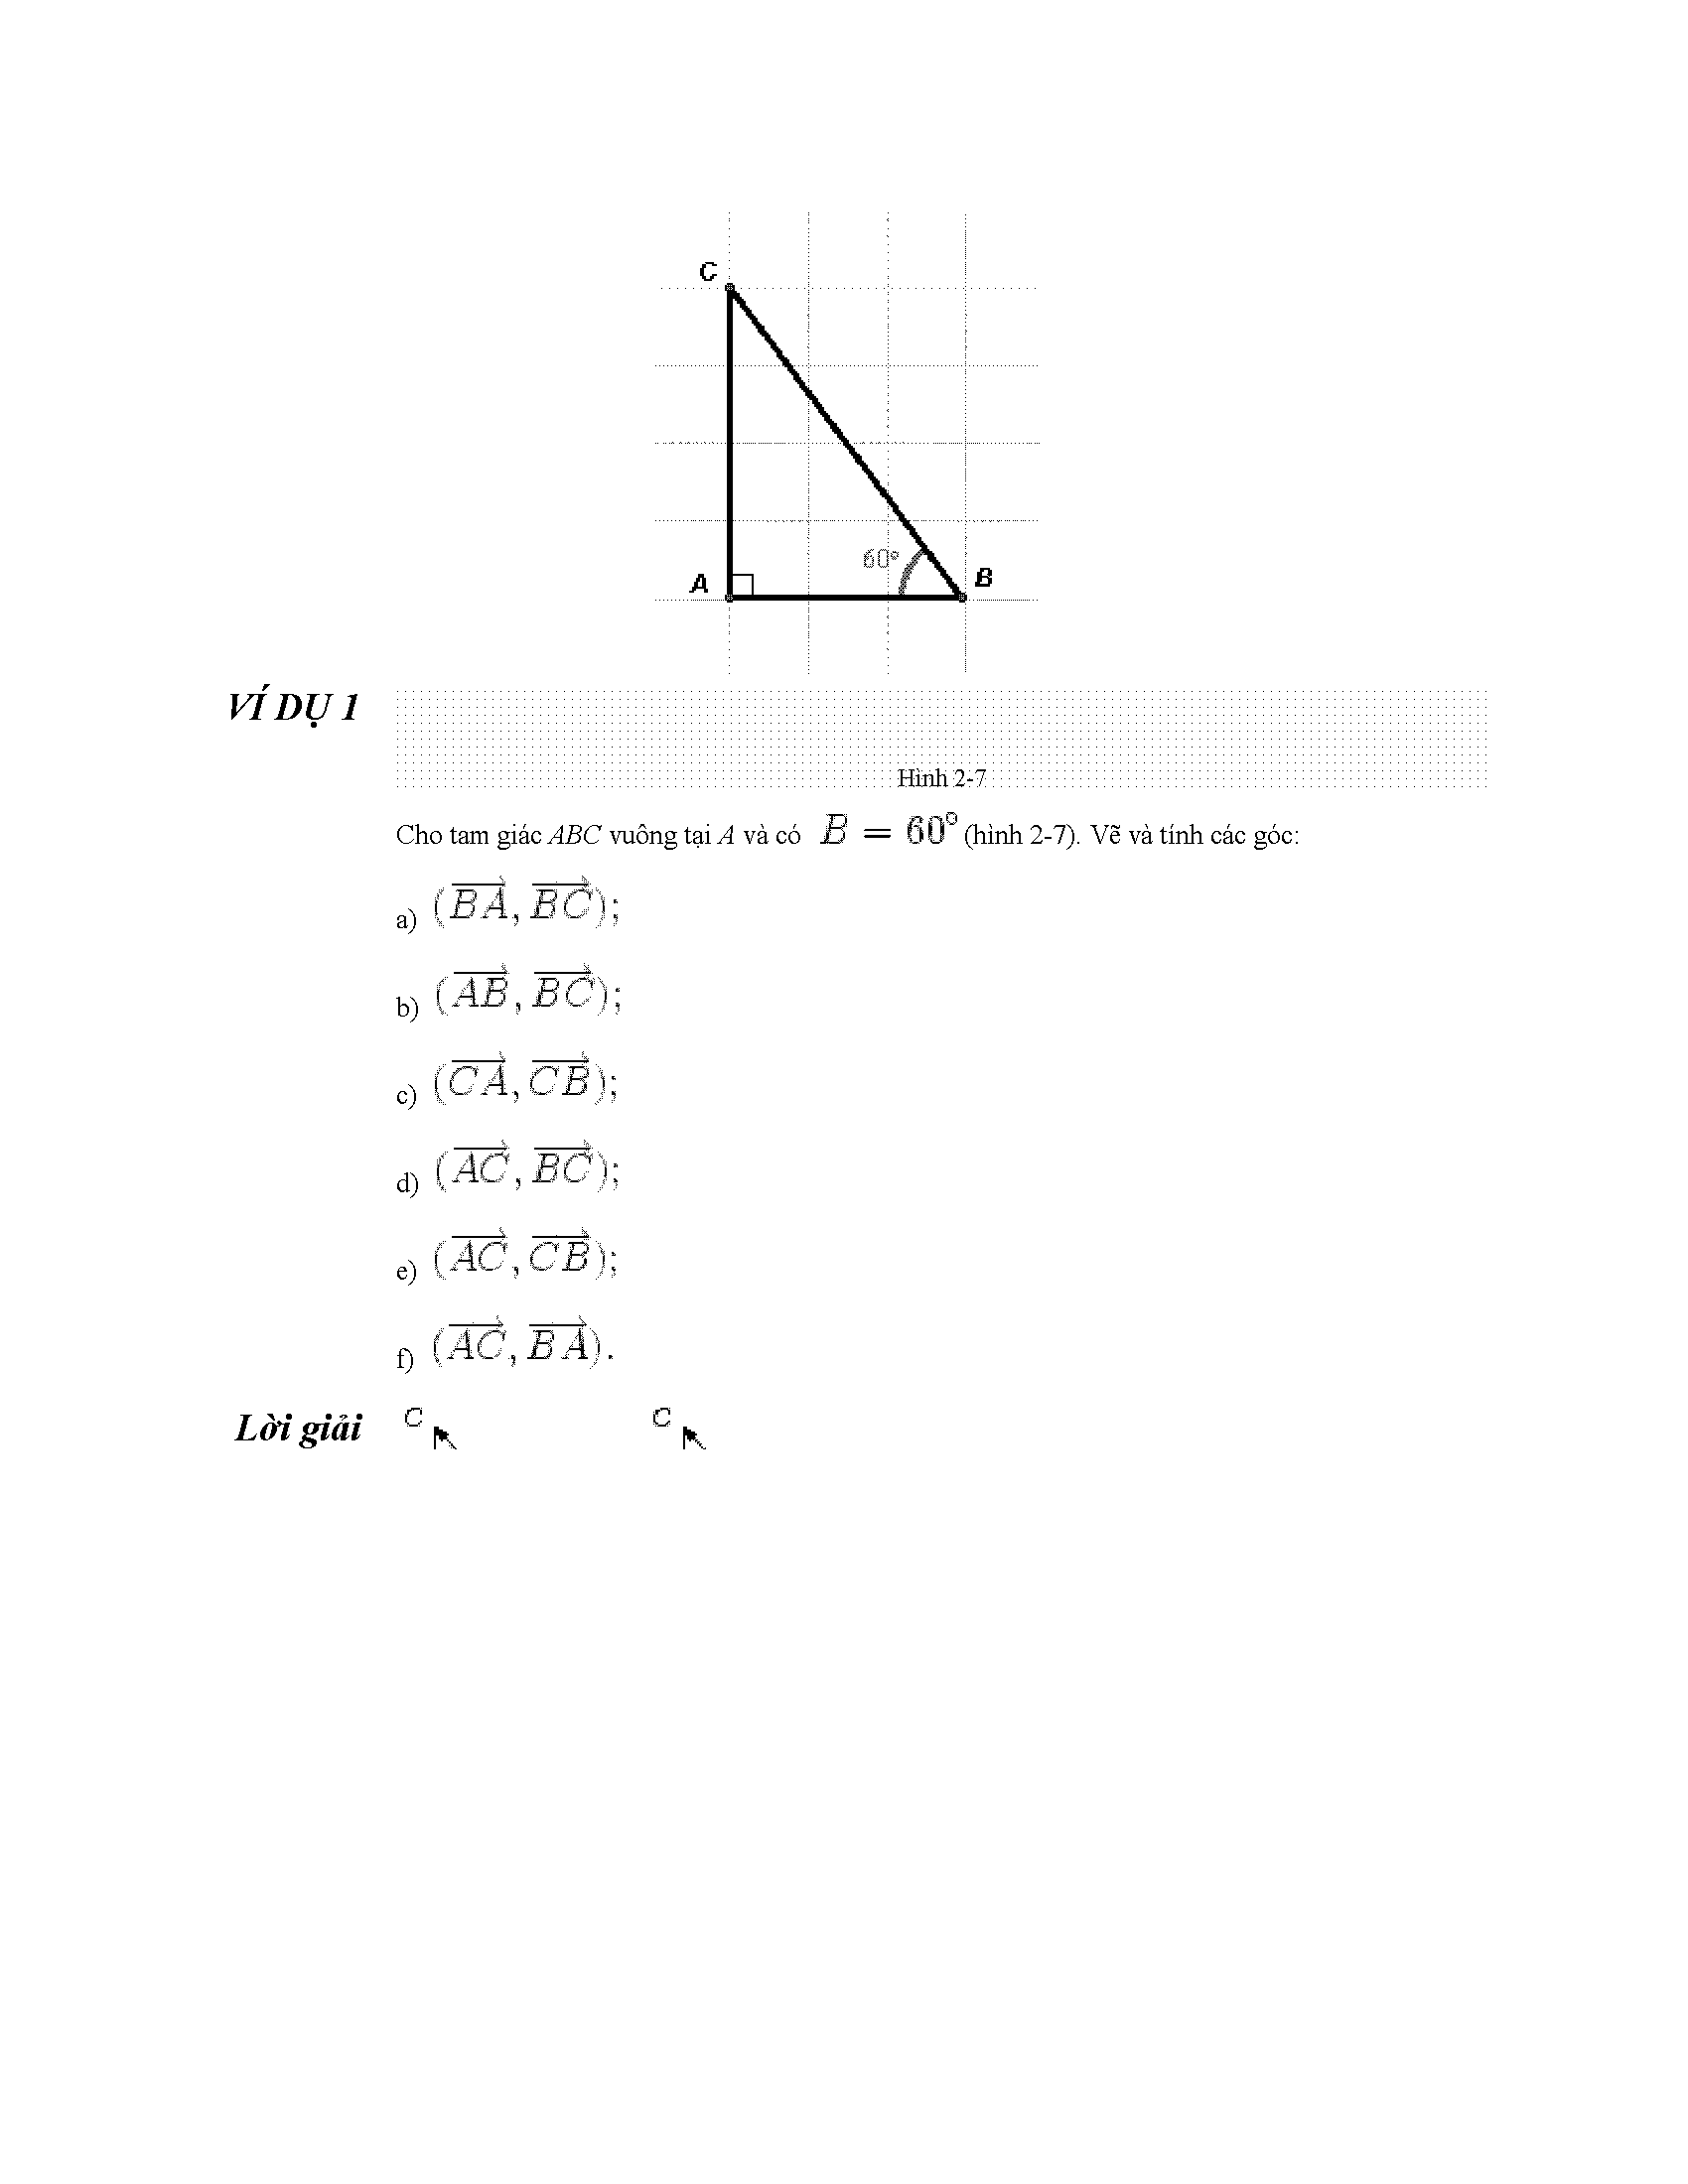 C
60°
A
B
VÍ DỤ 1
Hình 2-7
Cho tam giác ABC vuông tại A và có B = 60° (hình 2-7). Vẽ và tính các góc:
a) (\overrightarrow{BA}, \overrightarrow{BC});
b) (\overrightarrow{AB}, \overrightarrow{BC});
c) (\overrightarrow{CA}, \overrightarrow{CB});
d) (\overrightarrow{AC}, \overrightarrow{BC});
e) (\overrightarrow{AC}, \overrightarrow{CB});
f) (\overrightarrow{AC}, \overrightarrow{BA}).
Lời giải C C